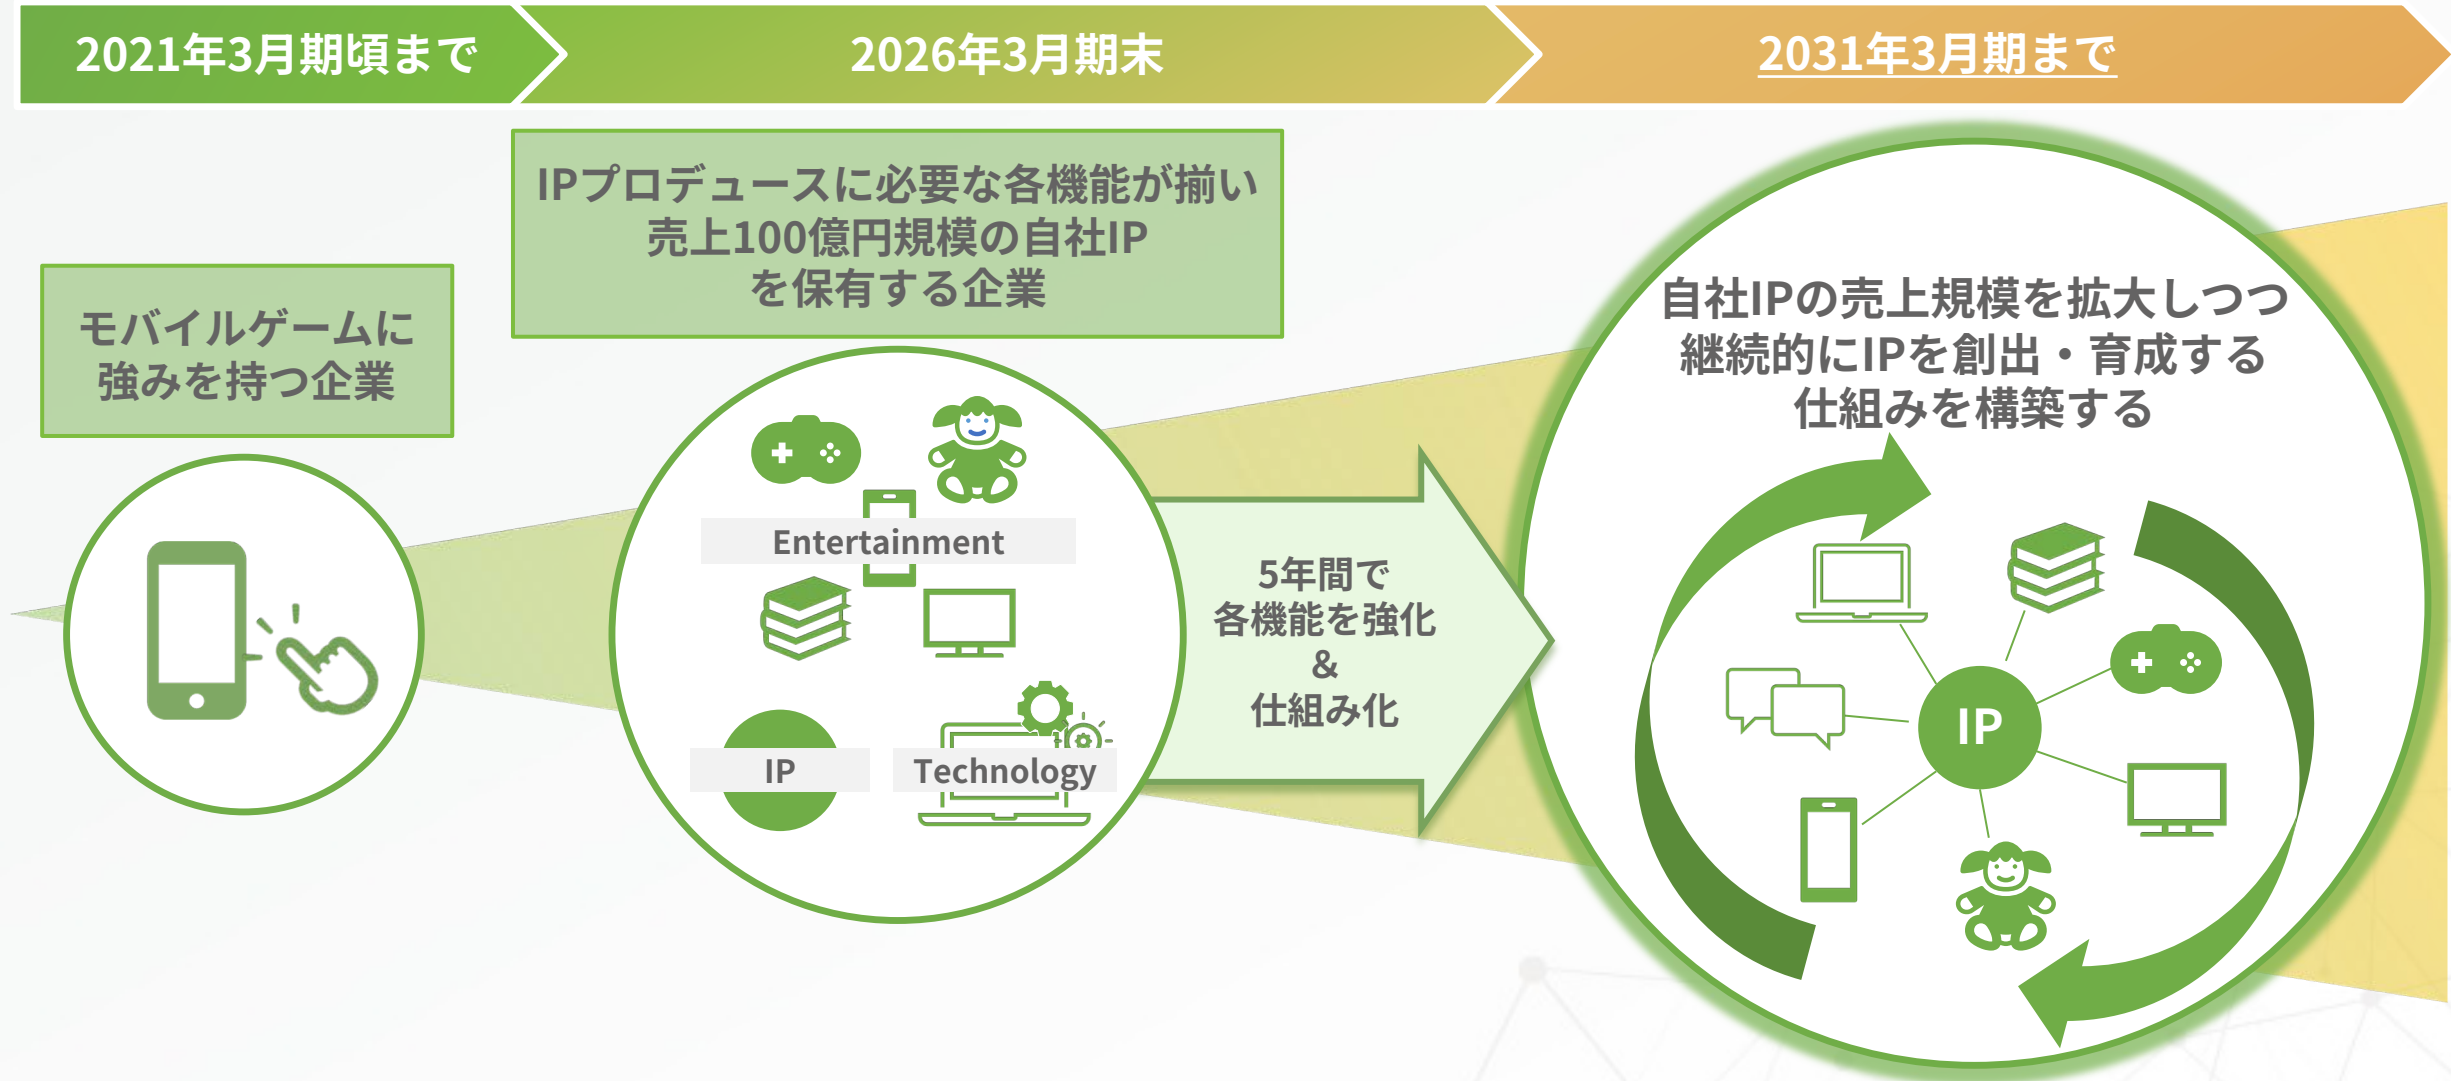 2021年3月期頃まで
2026年3月期末
2031年3月期まで
モバイルゲームに
強みを持つ企業
IPプロデュースに必要な各機能が揃い
売上100億円規模の自社IP
を保有する企業
Entertainment
IP
Technology
5年間で
各機能を強化
&
仕組み化
自社IPの売上規模を拡大しつつ
継続的にIPを創出・育成する
仕組みを構築する
IP